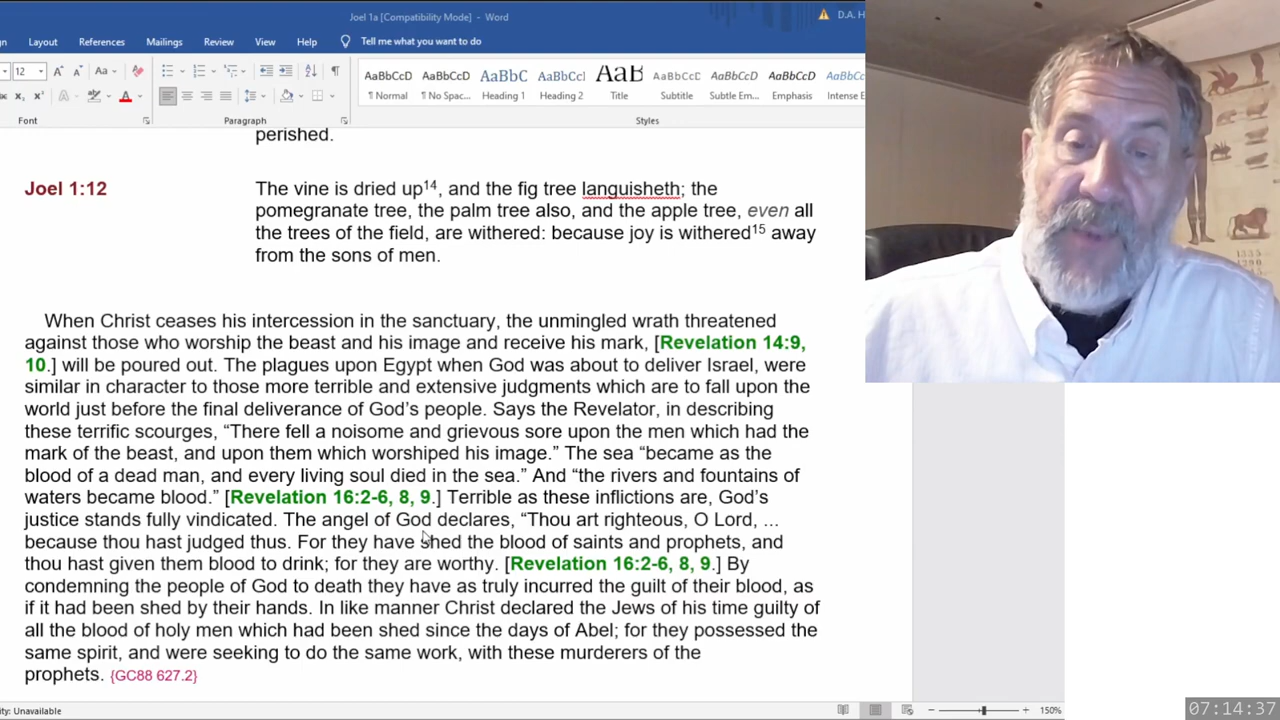 Joel 1a [Compatibility Mode] - Word
D.A. H
Layout References Mailings Review View Help Tell me what you want to do
12 Aa
AaBbCcD AaBbCcD AaBbC AaBbCcl AaB AaBbCcD AaBbCcD AaBbCcD AaBbCc
¶ Normal ¶ No Spac... Heading 1 Heading 2 Title Subtitle Subtle Em... Emphasis Intense E
Font Paragraph Styles
perished.
Joel 1:12 The vine is dried up14, and the fig tree languisheth; the
pomegranate tree, the palm tree also, and the apple tree, even all
the trees of the field, are withered: because joy is withered15 away
from the sons of men.
When Christ ceases his intercession in the sanctuary, the unmingled wrath threatened
against those who worship the beast and his image and receive his mark, [Revelation 14:9,
10.] will be poured out. The plagues upon Egypt when God was about to deliver Israel, were
similar in character to those more terrible and extensive judgments which are to fall upon the
world just before the final deliverance of God's people. Says the Revelator, in describing
these terrific scourges, “There fell a noisome and grievous sore upon the men which had the
mark of the beast, and upon them which worshiped his image.” The sea “became as the
blood of a dead man, and every living soul died in the sea.” And “the rivers and fountains of
waters became blood.” [Revelation 16:2-6, 8, 9.] Terrible as these inflictions are, God's
justice stands fully vindicated. The angel of God declares, “Thou art righteous, O Lord, ...
because thou hast judged thus. For they have shed the blood of saints and prophets, and
thou hast given them blood to drink; for they are worthy. [Revelation 16:2-6, 8, 9.] By
condemning the people of God to death they have as truly incurred the guilt of their blood, as
if it had been shed by their hands. In like manner Christ declared the Jews of his time guilty of
all the blood of holy men which had been shed since the days of Abel; for they possessed the
same spirit, and were seeking to do the same work, with these murderers of the
prophets. {GC88 627.2}
ty: Unavailable 150%
07:14:37